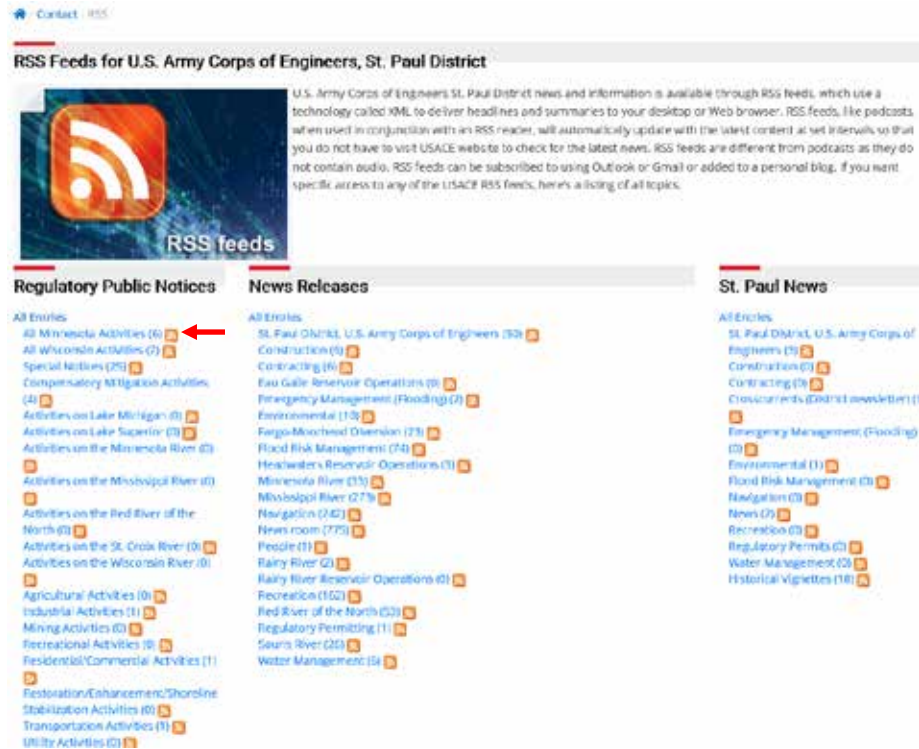 Contact RSS
RSS Feeds for U.S. Army Corps of Engineers, St. Paul District
U.S. Army Corps of Engineers St. Paul District news and information is available through RSS feeds, which use a
technology called XML to deliver headlines and summaries to your desktop or Web browser. RSS feeds, like podcasts
when used in conjunction with an RSS reader, will automatically update with the latest content at set intervals so that
you do not have to visit USACE website to check for the latest news. RSS feeds are different from podcasts as they do
not contain audio. RSS feeds can be subscribed to using Outlook or Gmail or added to a personal blog. If you want
specific access to any of the USACE RSS feeds, here's a listing of all topics.
RSS feeds
Regulatory Public Notices
All Entries
All Minnesota Activities (6)
All Wisconsin Activities (7)
Special Notices (25)
Compensatory Mitigation Activities
(4)
Activities on Lake Michigan (0)
Activities on Lake Superior (0)
Activities on the Minnesota River (0)
Activities on the Mississippi River (0)
Activities on the Red River of the
North (0)
Activities on the St. Croix River (0)
Activities on the Wisconsin River (0)
Agricultural Activities (0)
Industrial Activities (1)
Mining Activities (0)
Recreational Activities (0)
Residential/Commercial Activities (1)
Restoration/Enhancement/Shoreline
Stabilization Activities (0)
Transportation Activities (1)
Utility Activities (0)
News Releases
All Entries
St. Paul District, U.S. Army Corps of Engineers (50)
Construction (5)
Contracting (6)
Eau Galle Reservoir Operations (0)
Emergency Management (Flooding) (2)
Environmental (10)
Fargo-Moorhead Diversion (23)
Flood Risk Management (74)
Headwaters Reservoir Operations (3)
Minnesota River (35)
Mississippi River (273)
Navigation (242)
News room (775)
People (1)
Rainy River (2)
Rainy River Reservoir Operations (0)
Recreation (162)
Red River of the North (53)
Regulatory Permitting (1)
Souris River (26)
Water Management (5)
St. Paul News
All Entries
St. Paul District, U.S. Army Corps of
Engineers (3)
Construction (0)
Contracting (0)
Crosscurrents (District newsletter) (1
Emergency Management (Flooding)
(0)
Environmental (1)
Flood Risk Management (0)
Navigation (0)
News (2)
Recreation (0)
Regulatory Permits (0)
Water Management (0)
Historical Vignettes (18)